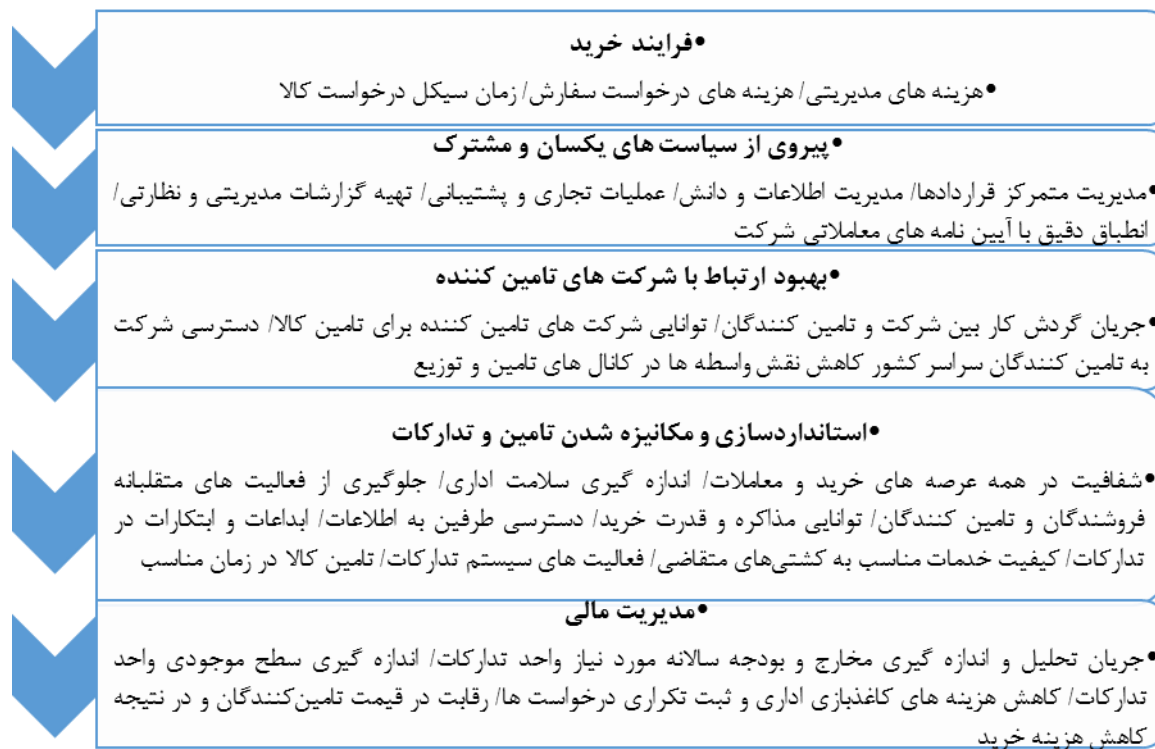 •فرایند خرید
•هزینه های مدیریتی/ هزینه های درخواست سفارش/ زمان سیکل درخواست کالا
•پیروی از سیاست های یکسان و مشترک
•مدیریت متمرکز قراردادها/ مدیریت اطلاعات و دانش/ عملیات تجاری و پشتیبانی/ تهیه گزارشات مدیریتی و نظارتی/
انطباق دقیق با آیین نامه های معاملاتی شرکت
•بهبود ارتباط با شرکت های تامین کننده
•جریان گردش کار بین شرکت و تامین کنندگان/ توانایی شرکت های تامین کننده برای تامین کالا/ دسترسی شرکت
به تامین کنندگان سراسر کشور کاهش نقش واسطه ها در کانال های تامین و توزیع
•استانداردسازی و مکانیزه شدن تامین و تدارکات
•شفافیت در همه عرصه های خرید و معاملات/ اندازه گیری سلامت اداری/ جلوگیری از فعالیت های متقلبانه
فروشندگان و تامین کنندگان/ توانایی مذاکره و قدرت خرید/ دسترسی طرفین به اطلاعات/ ابداعات و ابتکارات در
تدارکات/ کیفیت خدمات مناسب به کشتی‌های متقاضی/ فعالیت های سیستم تدارکات/ تامین کالا در زمان مناسب
•مدیریت مالی
•جریان تحلیل و اندازه گیری مخارج و بودجه سالانه مورد نیاز واحد تدارکات/ اندازه گیری سطح موجودی واحد
تدارکات/ کاهش هزینه های کاغذبازی اداری و ثبت تکراری درخواست ها/ رقابت در قیمت تامین‌کنندگان و در نتیجه
کاهش هزینه خرید